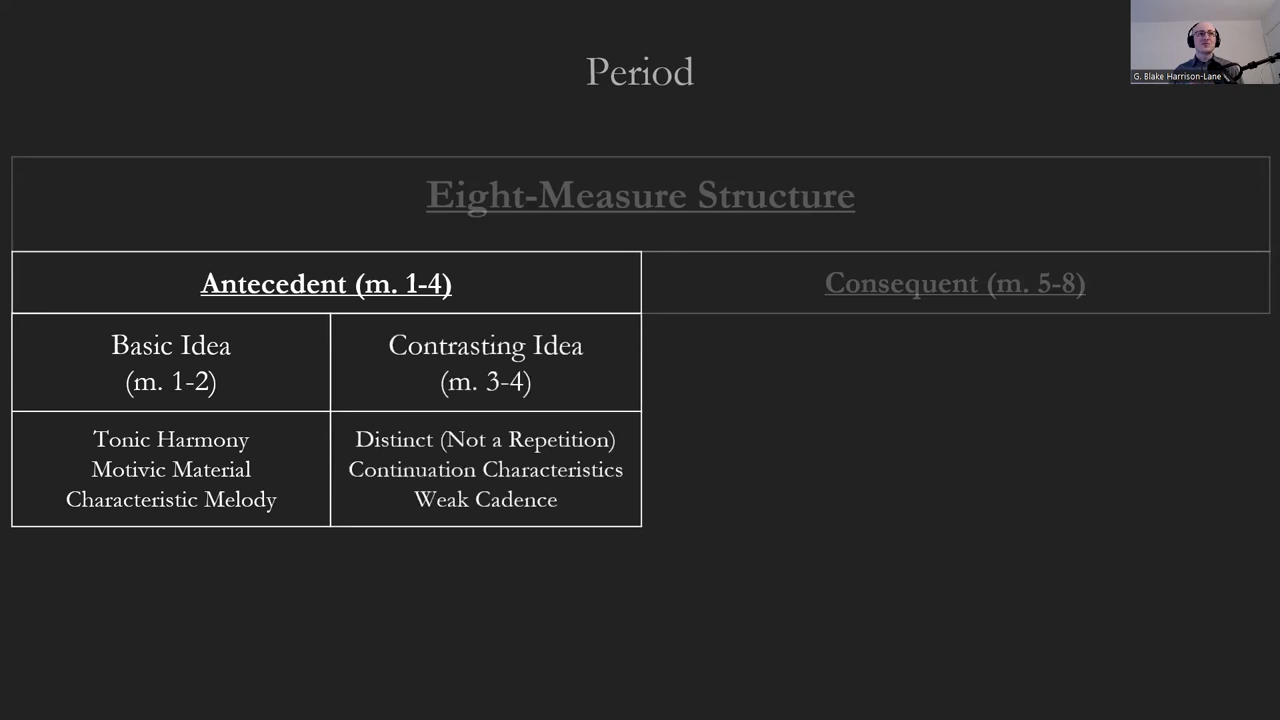 Period
G. Blake Harrison-Lane
Eight-Measure Structure
Antecedent (m. 1-4)
Consequent (m. 5-8)
Basic Idea
(m. 1-2)
Contrasting Idea
(m. 3-4)
Tonic Harmony
Motivic Material
Characteristic Melody
Distinct (Not a Repetition)
Continuation Characteristics
Weak Cadence